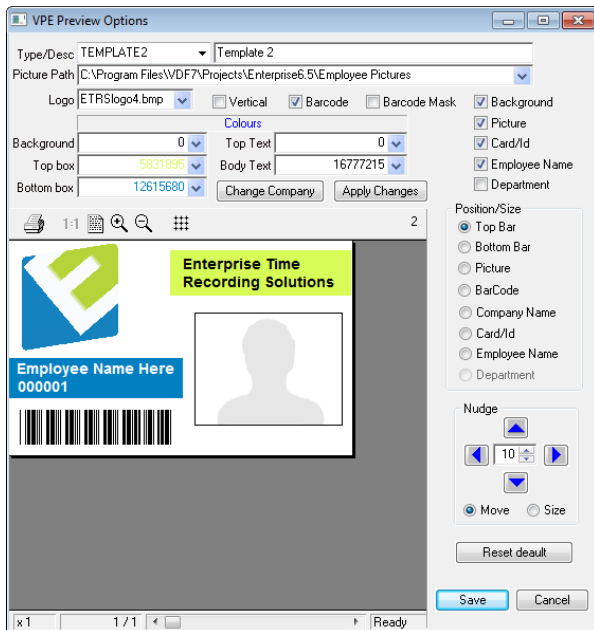 VPE Preview Options
Type/Desc TEMPLATE2 Template 2
Picture Path C:\Program Files\VDF7\Projects\Enterprise6.5\Employee Pictures
Logo ETRSlogo4.bmp Vertical Barcode Barcode Mask Background
Colours Picture
Background 0 Top Text 0 Card/Id
Top box 5831895 Body Text 16777215 Employee Name
Bottom box 12615680 Change Company Apply Changes Department
1:1 2
Position/Size
Top Bar
Bottom Bar
Picture
BarCode
Company Name
Card/Id
Employee Name
Department
Enterprise Time
Recording Solutions
Employee Name Here
000001
Nudge
10
Move Size
Reset deault
Save Cancel
x 1 1 / 1 Ready